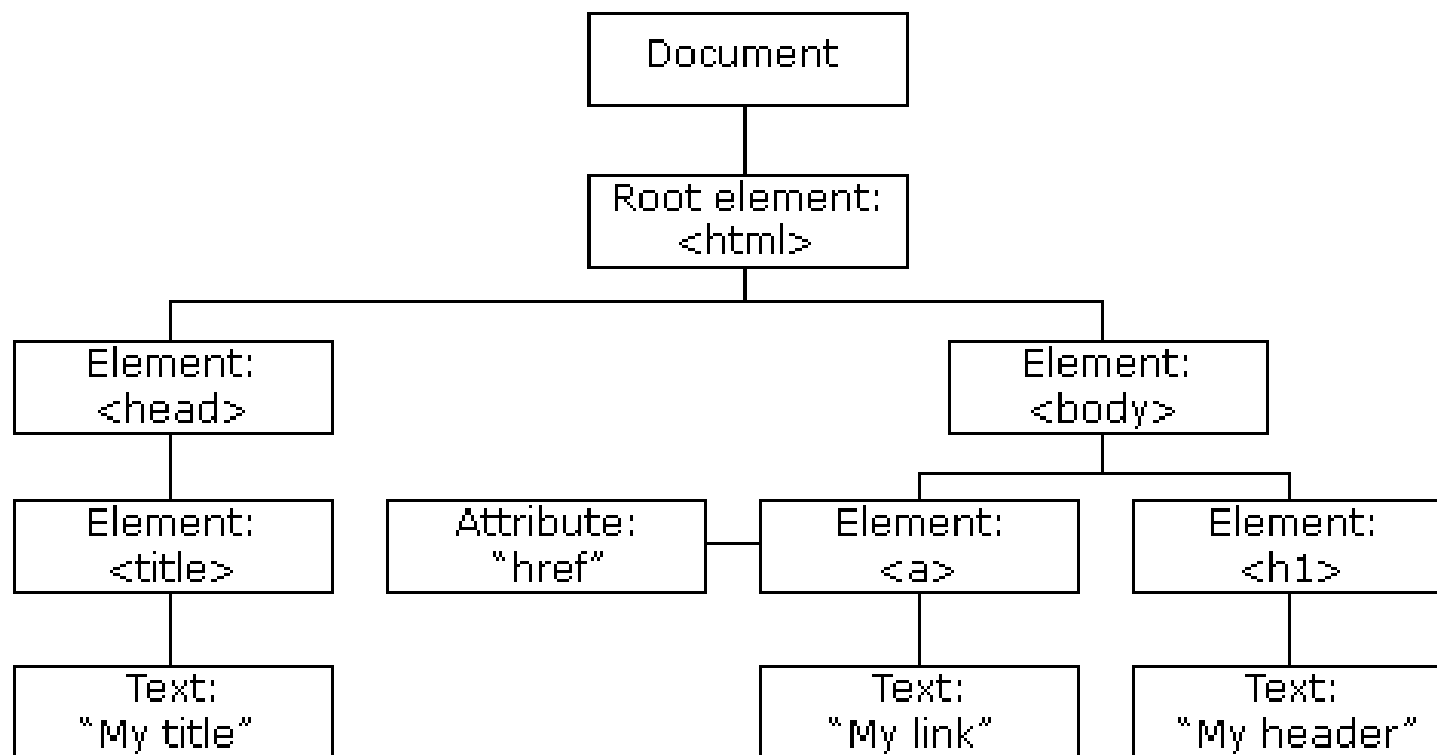 Document
Root element:
<html>
Element:
<head>
Element:
<body>
Element:
<title>
Attribute:
“href”
Element:
<a>
Element:
<h1>
Text:
“My title”
Text:
“My link”
Text:
“My header”